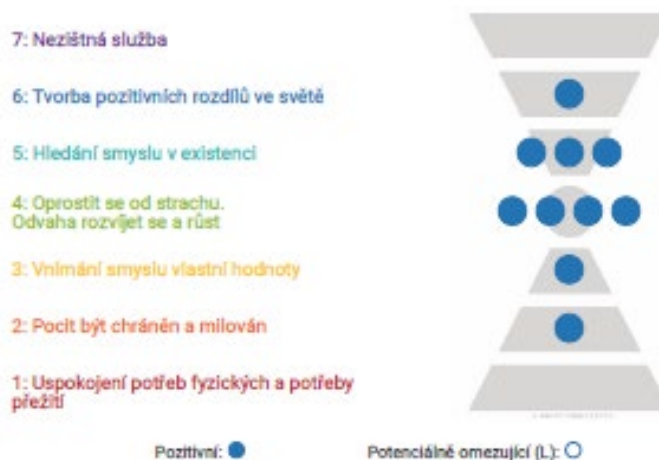 7: Nezištná služba
6: Tvorba pozitivních rozdílů ve světě
5: Hledání smyslu v existenci
4: Oprostit se od strachu.
Odvaha rozvíjet se a růst
3: Vnímání smyslu vlastní hodnoty
2: Pocit být chráněn a milován
1: Uspokojení potřeb fyzických a potřeby
přežití
Pozitivní:
Potenciálně omezující (L):